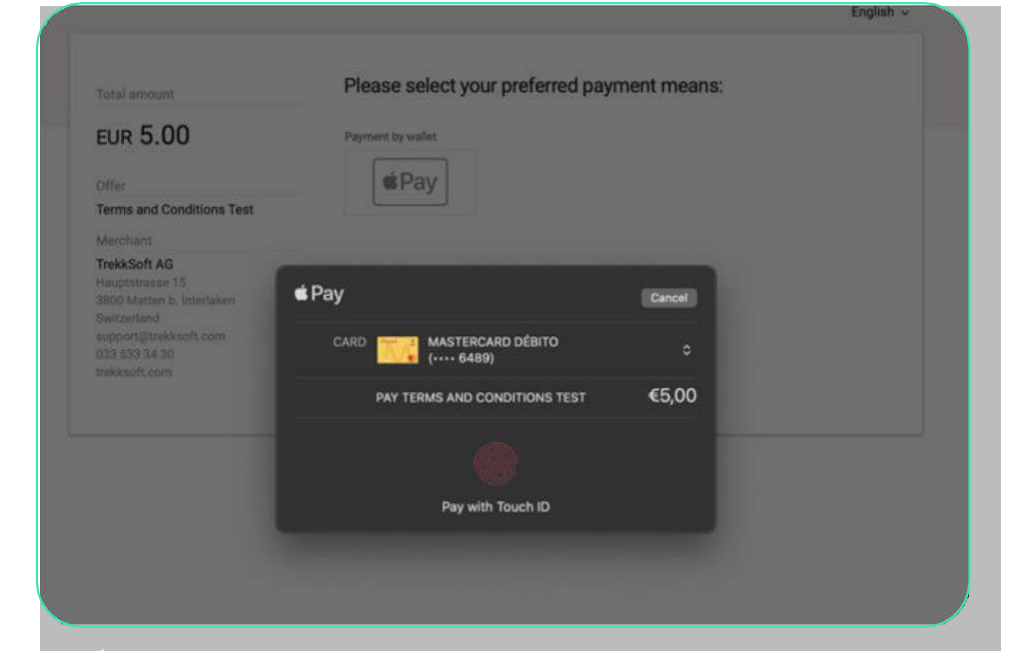 English
Total amount
EUR 5.00
Offer
Terms and Conditions Test
Merchant
TrekkSoft AG
Hauptstrasse 15
3800 Matten b. Interlaken
Switzerland
support@trekksoft.com
033 533 34 30
trekksoft.com
Please select your preferred payment means:
Payment by wallet
Pay
Pay
Cancel
CARD
MASTERCARD DÉBITO
(•••• 6489)
PAY TERMS AND CONDITIONS TEST
€5,00
Pay with Touch ID